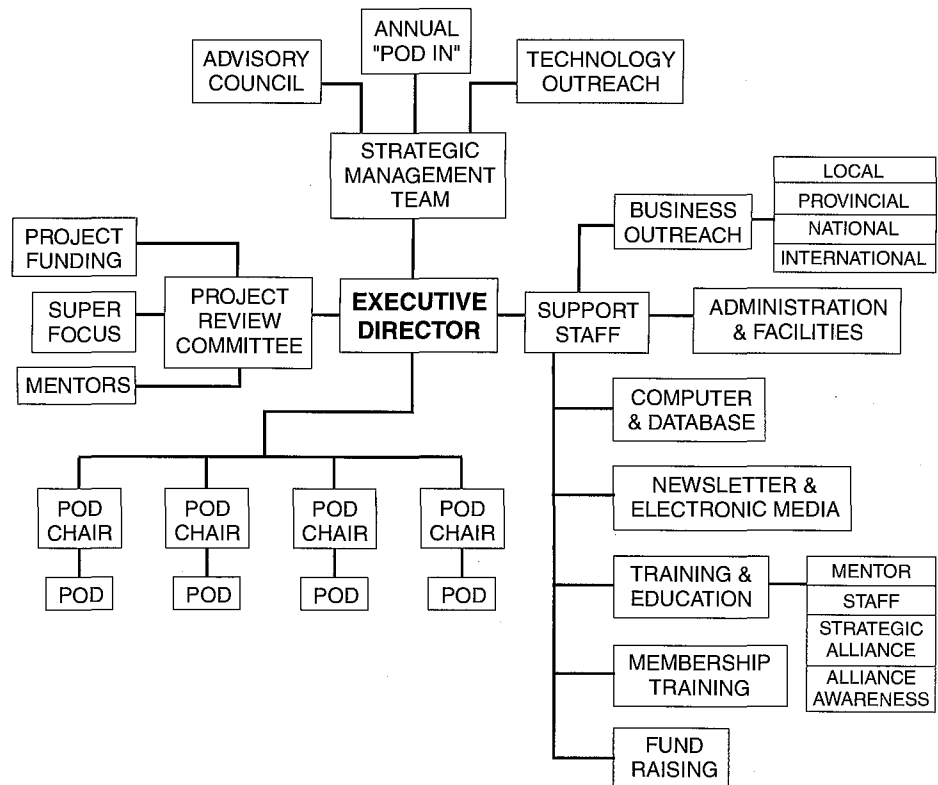 ANNUAL
"POD IN"
ADVISORY
COUNCIL
TECHNOLOGY
OUTREACH
STRATEGIC
MANAGEMENT
TEAM
PROJECT
FUNDING
SUPER
FOCUS
MENTORS
PROJECT
REVIEW
COMMITTEE
EXECUTIVE
DIRECTOR
SUPPORT
STAFF
BUSINESS
OUTREACH
LOCAL
PROVINCIAL
NATIONAL
INTERNATIONAL
ADMINISTRATION
& FACILITIES
COMPUTER
& DATABASE
NEWSLETTER &
ELECTRONIC MEDIA
TRAINING &
EDUCATION
MENTOR
STAFF
STRATEGIC
ALLIANCE
ALLIANCE
AWARENESS
MEMBERSHIP
TRAINING
FUND
RAISING
POD
CHAIR
POD
CHAIR
POD
CHAIR
POD
CHAIR
POD
POD
POD
POD